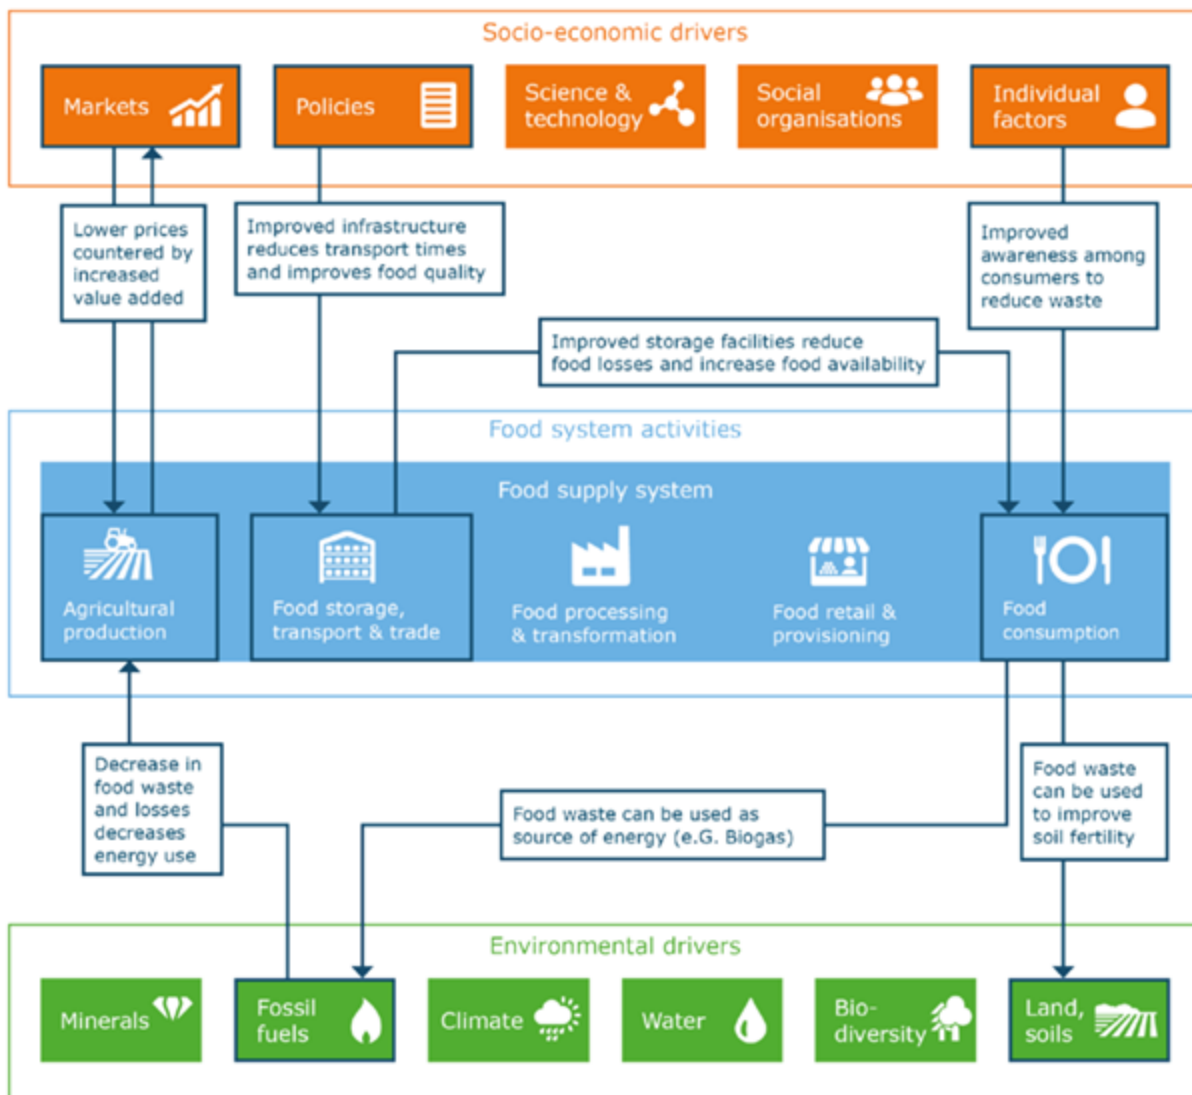 Socio-economic drivers
Markets
Policies
Science &
technology
Social
organisations
Individual
factors
Lower prices
countered by
increased
value added
Improved infrastructure
reduces transport times
and improves food quality
Improved
awareness among
consumers to
reduce waste
Improved storage facilities reduce
food losses and increase food availability
Food system activities
Food supply system
Agricultural
production
Food storage,
transport & trade
Food processing
& transformation
Food retail &
provisioning
Food
consumption
Decrease in
food waste
and losses
decreases
energy use
Food waste can be used as
source of energy (e.G. Biogas)
Food waste
can be used
to improve
soil fertility
Environmental drivers
Minerals
Fossil
fuels
Climate
Water
Bio-
diversity
Land,
soils